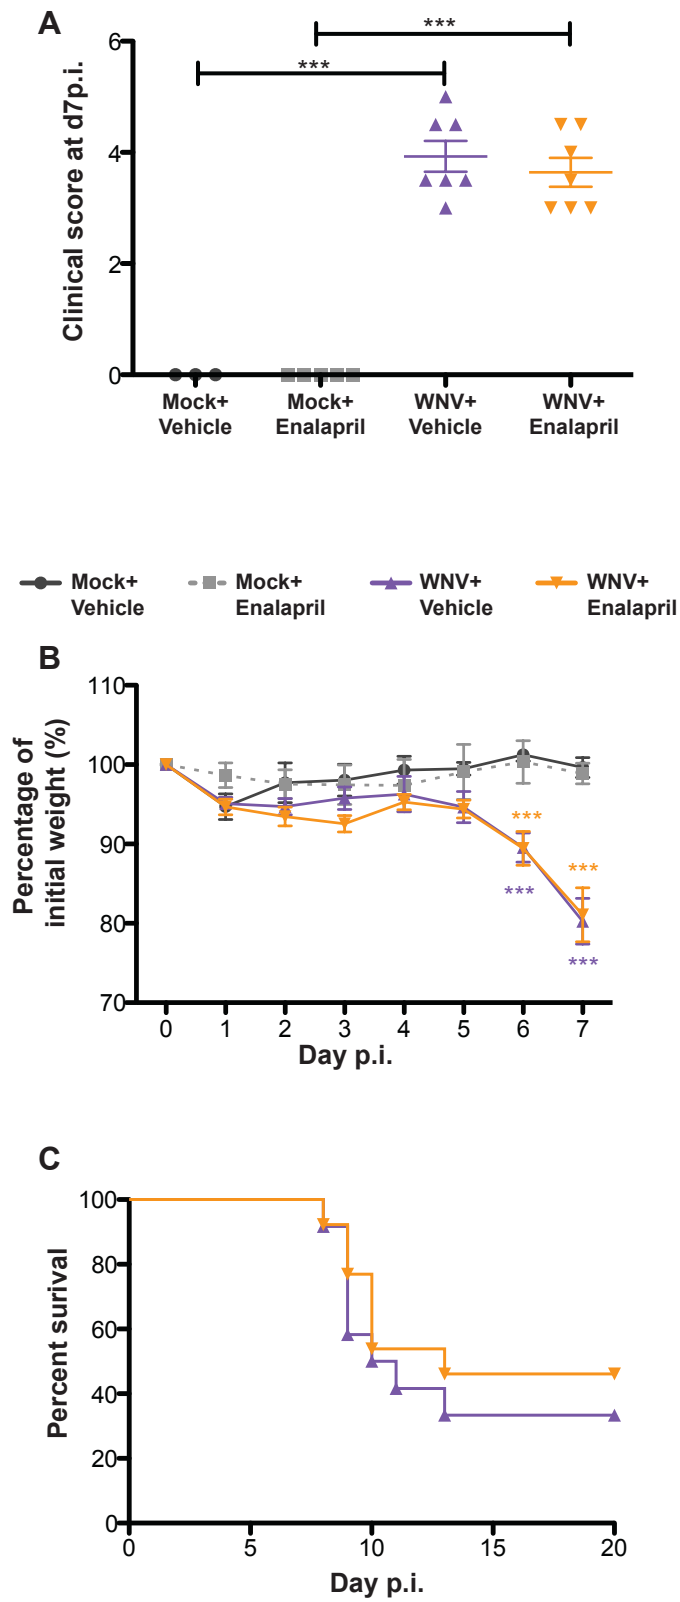 A
Clinical score at d7p.i.
6
4
2
0
***
***
Mock+ Mock+ WNV+ WNV+
Vehicle Enalapril Vehicle Enalapril
Mock+ Mock+ WNV+ WNV+
Vehicle Enalapril Vehicle Enalapril
B
Percentage of
initial weight (%)
110
100
90
80
70
***
***
***
***
0 1 2 3 4 5 6 7
Day p.i.
C
Percent surival
100
80
60
40
20
0
0 5 10 15 20
Day p.i.